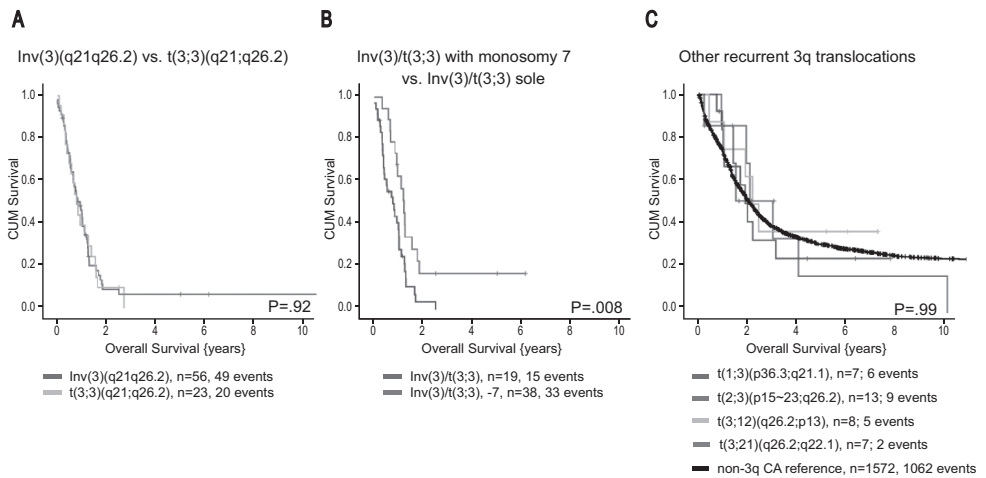 A
B
C
Inv(3)(q21q26.2) vs. t(3;3)(q21;q26.2)
Inv(3)/t(3;3) with monosomy 7
vs. Inv(3)/t(3;3) sole
Other recurrent 3q translocations
CUM Survival
1.0
0.8
0.6
0.4
0.2
0.0
P=.92
0 2 4 6 8 10
Overall Survival {years}
Inv(3)(q21q26.2), n=56, 49 events
t(3;3)(q21;q26.2), n=23, 20 events
CUM Survival
1.0
0.8
0.6
0.4
0.2
0.0
P=.008
0 2 4 6 8 10
Overall Survival {years}
Inv(3)/t(3;3), n=19, 15 events
Inv(3)/t(3;3), -7, n=38, 33 events
CUM Survival
1.0
0.8
0.6
0.4
0.2
0.0
P=.99
0 2 4 6 8 10
Overall Survival {years}
t(1;3)(p36.3;q21.1), n=7; 6 events
t(2;3)(p15~23;q26.2), n=13; 9 events
t(3;12)(q26.2;p13), n=8; 5 events
t(3;21)(q26.2;q22.1), n=7; 2 events
non-3q CA reference, n=1572, 1062 events